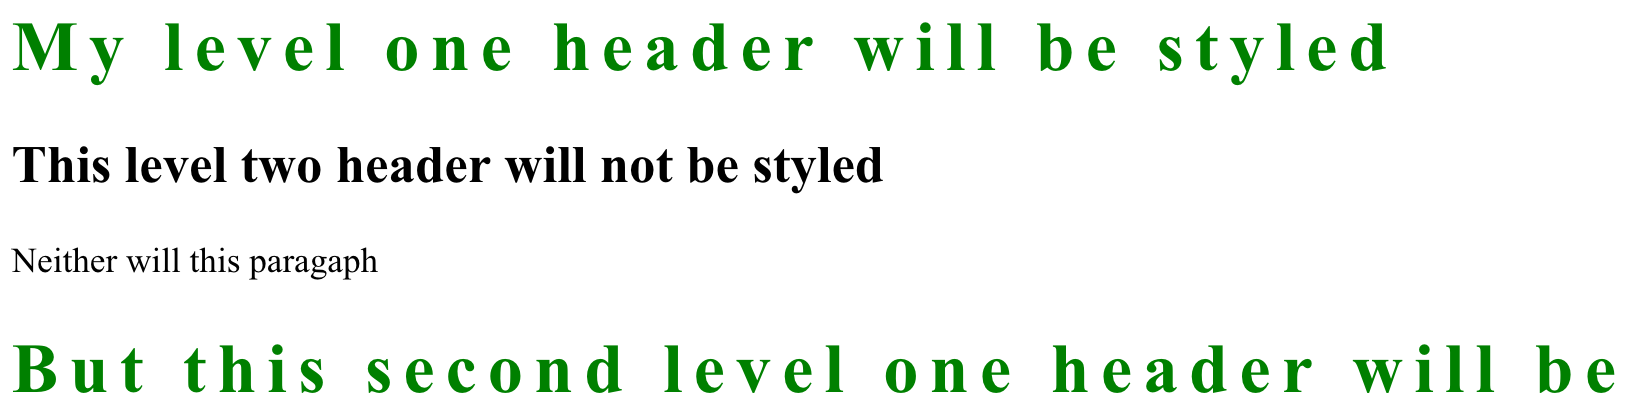 My level one header will be styled
This level two header will not be styled
Neither will this paragaph
But this second level one header will be